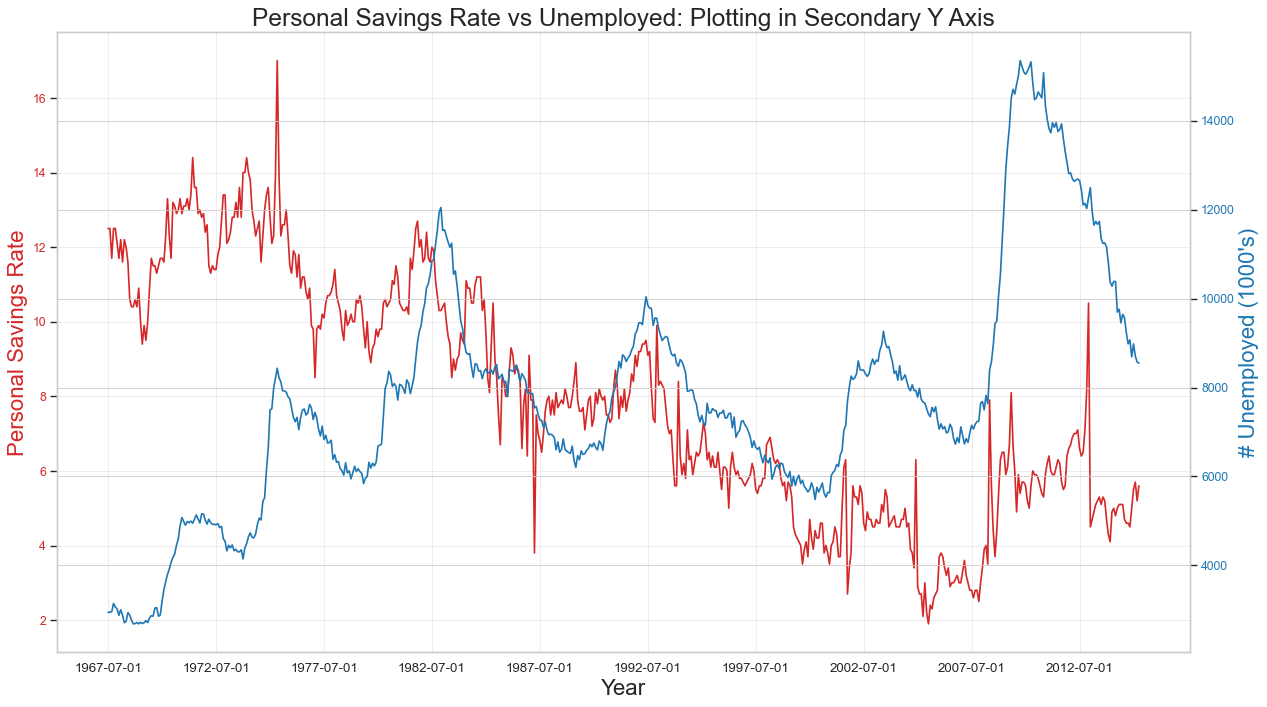 Personal Savings Rate vs Unemployed: Plotting in Secondary Y Axis
Personal Savings Rate
16
14
12
10
8
6
4
2
14000
12000
10000
8000
6000
4000
# Unemployed (1000's)
1967-07-01 1972-07-01 1977-07-01 1982-07-01 1987-07-01 1992-07-01 1997-07-01 2002-07-01 2007-07-01 2012-07-01
Year